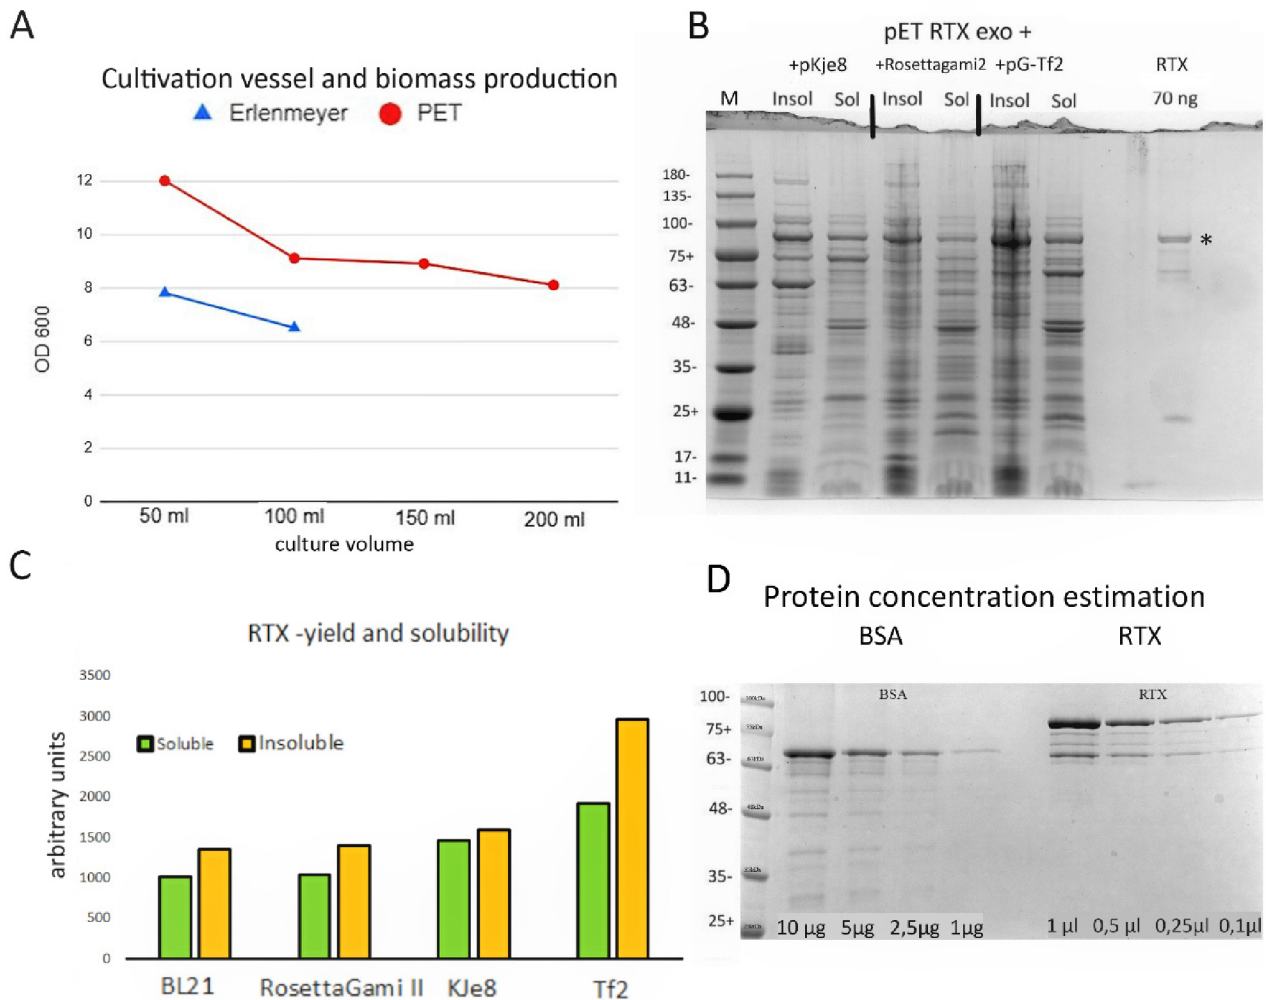 A
Cultivation vessel and biomass production
Erlenmeyer PET
12
10
8
6
4
2
0
OD 600
50 ml 100 ml 150 ml 200 ml
culture volume
B
pET RTX exo +
+pKje8 +Rosettagami2 +pG-Tf2 RTX
M Insol Sol Insol Sol Insol Sol 70 ng
180-
135-
100-
75+
63-
48-
35-
25+
17-
11-
*
C
RTX -yield and solubility
3500
3000
2500
2000
1500
1000
500
0
arbitrary units
Soluble Insoluble
BL21 RosettaGami II KJe8 Tf2
D
Protein concentration estimation
BSA RTX
BSA RTX
100-
75+
63-
48-
35-
25+
10 µg 5µg 2,5µg 1µg 1 µl 0,5 µl 0,25µl 0,1µl